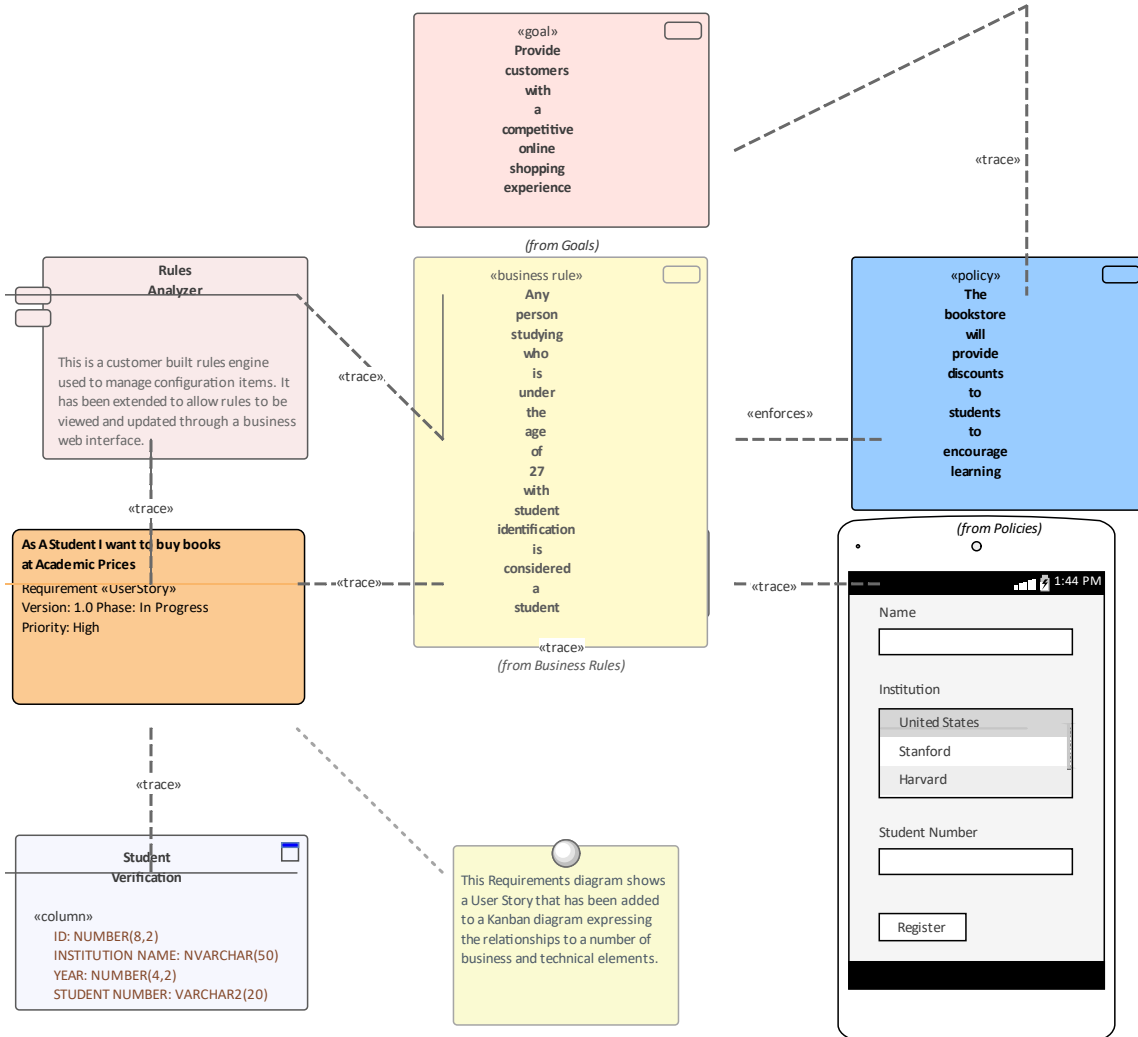 «goal»
Provide
customers
with
a
competitive
online
shopping
experience
«trace»
(from Goals)
Rules
Analyzer
This is a customer built rules engine
used to manage configuration items. It
has been extended to allow rules to be
viewed and updated through a business
web interface.
«trace»
«business rule»
Any
person
studying
who
is
under
the
age
of
27
with
student
identification
is
considered
a
student
«enforces»
«policy»
The
bookstore
will
provide
discounts
to
students
to
encourage
learning
(from Policies)
«trace»
As A Student I want to buy books
at Academic Prices
Requirement «UserStory»
Version: 1.0 Phase: In Progress
Priority: High
«trace»
«trace»
«trace»
(from Business Rules)
1:44 PM
Name
Institution
United States
Stanford
Harvard
Student Number
Register
«trace»
Student
Verification
«column»
ID: NUMBER(8,2)
INSTITUTION NAME: NVARCHAR(50)
YEAR: NUMBER(4,2)
STUDENT NUMBER: VARCHAR2(20)
This Requirements diagram shows
a User Story that has been added
to a Kanban diagram expressing
the relationships to a number of
business and technical elements.